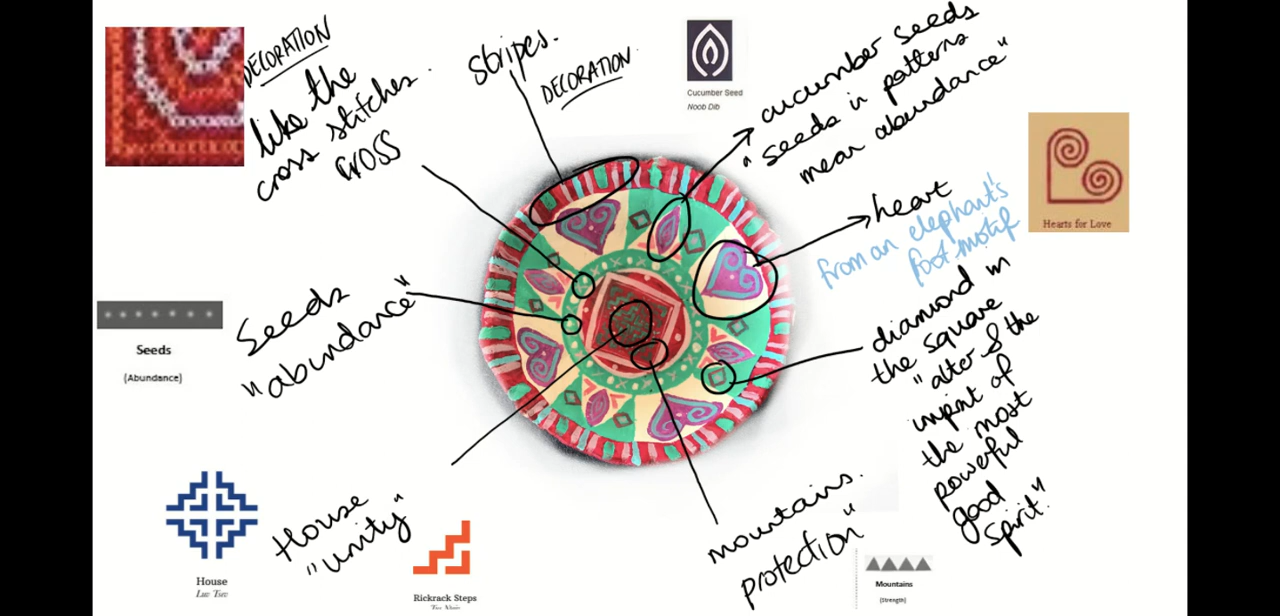 DECORATION
like the
cross stitches.
CROSS
stripes.
DECORATION
Cucumber Seed
Noob Dib
cucumber seeds
"seeds in patterns
mean abundance"
heart
from an elephant's
foot motif
Hearts for Love
Seeds
(Abundance)
Seeds
"abundance"
diamond in
the square
"alter & the
imprint of
the most
powerful
good
spirit."
House
Luv Tsev
House
"unity"
Rickrack Steps
mountains.
protection"
Mountains
(Strength)